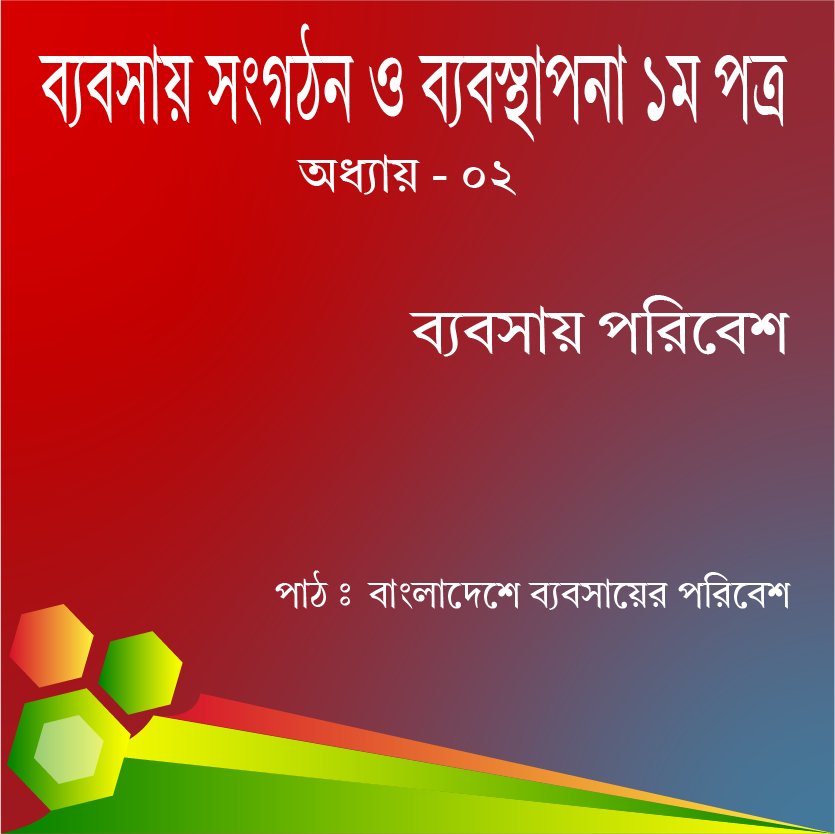 ব্যবসায় সংগঠন ও ব্যবস্থাপনা ১ম পত্র
অধ্যায় - ০২
ব্যবসায় পরিবেশ
পাঠ ঃ বাংলাদেশে ব্যবসায়ের পরিবেশ